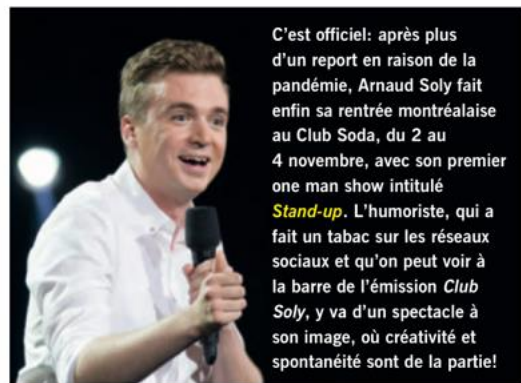 C'est officiel: après plus
d'un report en raison de la
pandémie, Arnaud Soly fait
enfin sa rentrée montréalaise
au Club Soda, du 2 au
4 novembre, avec son premier
one man show intitulé
Stand-up. L'humoriste, qui a
fait un tabac sur les réseaux
sociaux et qu'on peut voir à
la barre de l'émission Club
Soly, y va d'un spectacle à
son image, où créativité et
spontanéité sont de la partie!